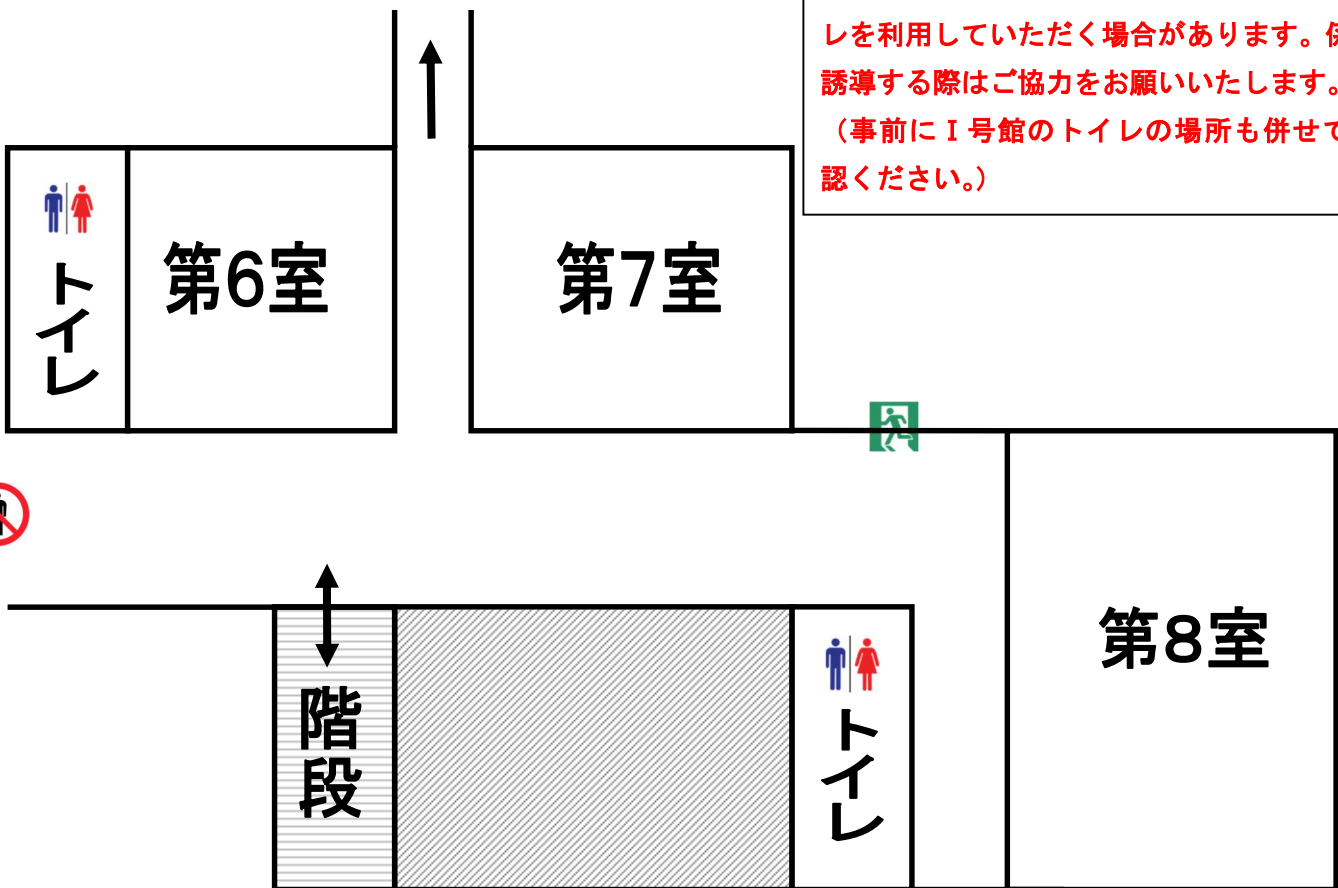 レを利用していただく場合があります。係
誘導する際はご協力をお願いいたします。
（事前にⅠ号館のトイレの場所も併せて
認ください。）
トイレ
第6室
第7室
第8室
階段
トイレ